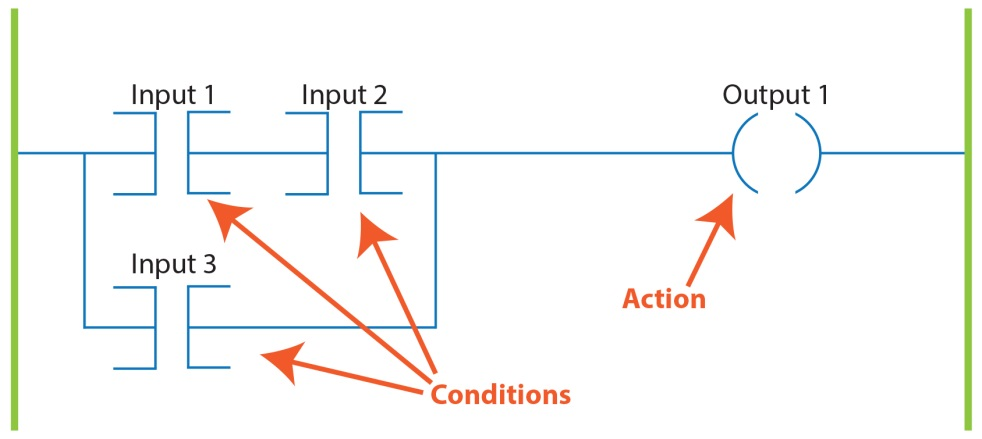 Input 1
Input 2
Output 1
Input 3
Action
Conditions